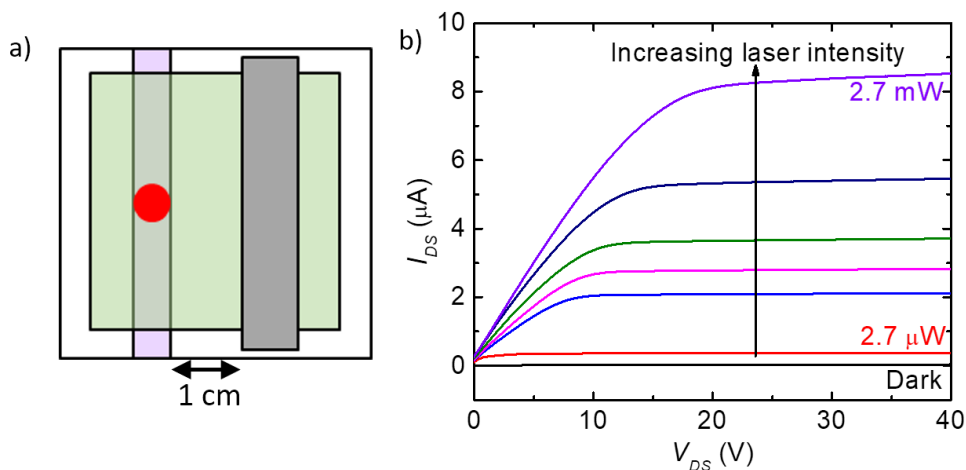 a)
1 cm
b)
Increasing laser intensity
2.7 mW
2.7 μW
Dark
10
8
6
4
2
0
I_DS (μA)
0 10 20 30 40
V_DS (V)